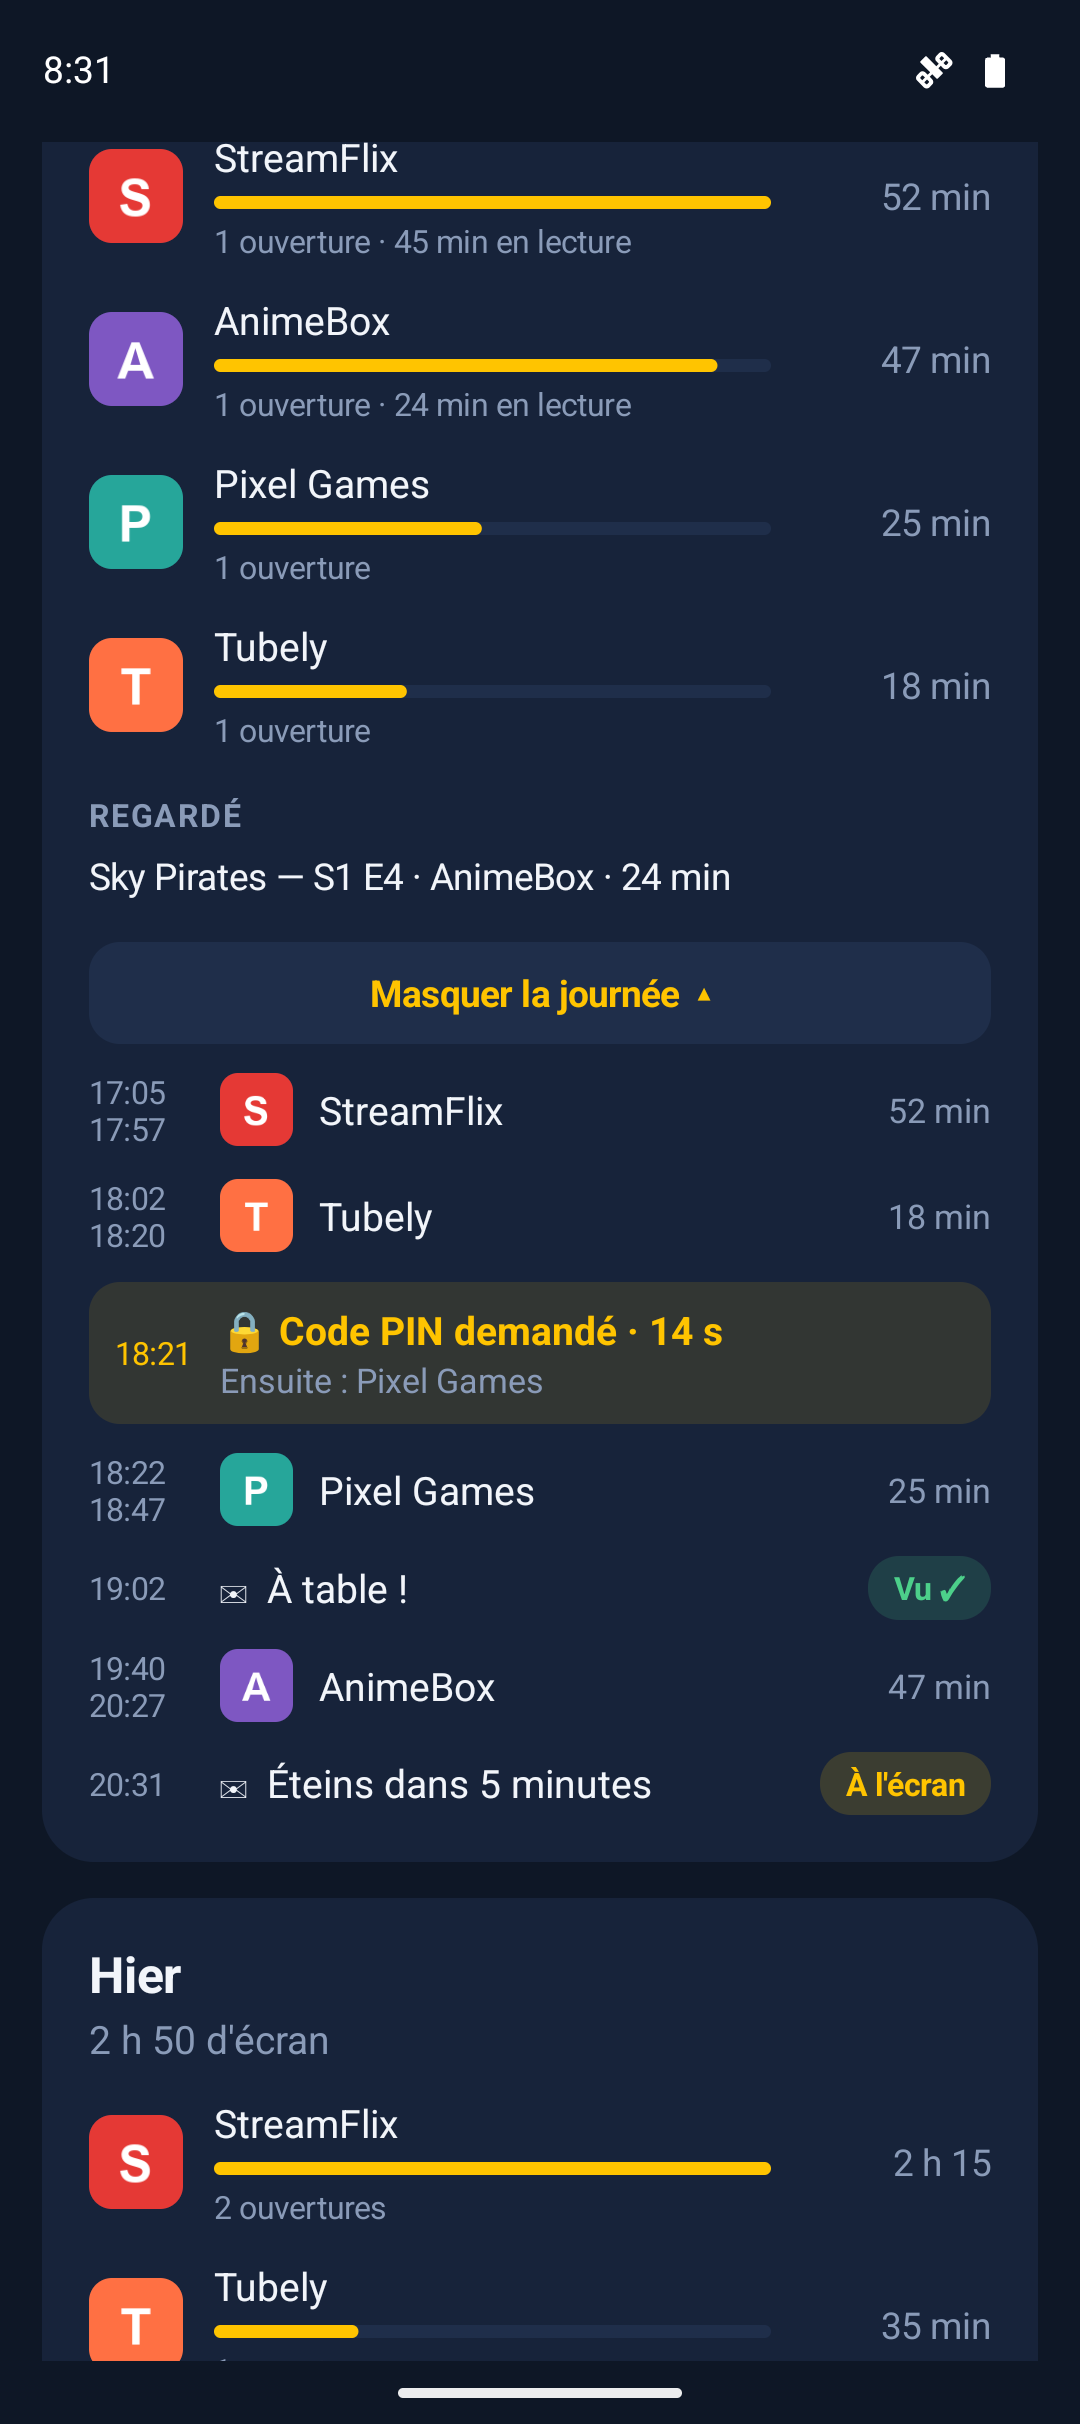 8:31
StreamFlix
S
52 min
1 ouverture · 45 min en lecture
AnimeBox
A
47 min
1 ouverture · 24 min en lecture
Pixel Games
P
25 min
1 ouverture
Tubely
T
18 min
1 ouverture
REGARDÉ
Sky Pirates — S1 E4 · AnimeBox · 24 min
Masquer la journée ▲
17:05
17:57
S
StreamFlix
52 min
18:02
18:20
T
Tubely
18 min
18:21
🔒 Code PIN demandé · 14 s
Ensuite : Pixel Games
18:22
18:47
P
Pixel Games
25 min
19:02
✉ À table !
Vu ✓
19:40
20:27
A
AnimeBox
47 min
20:31
✉ Éteins dans 5 minutes
À l'écran
Hier
2 h 50 d'écran
StreamFlix
S
2 h 15
2 ouvertures
Tubely
T
35 min